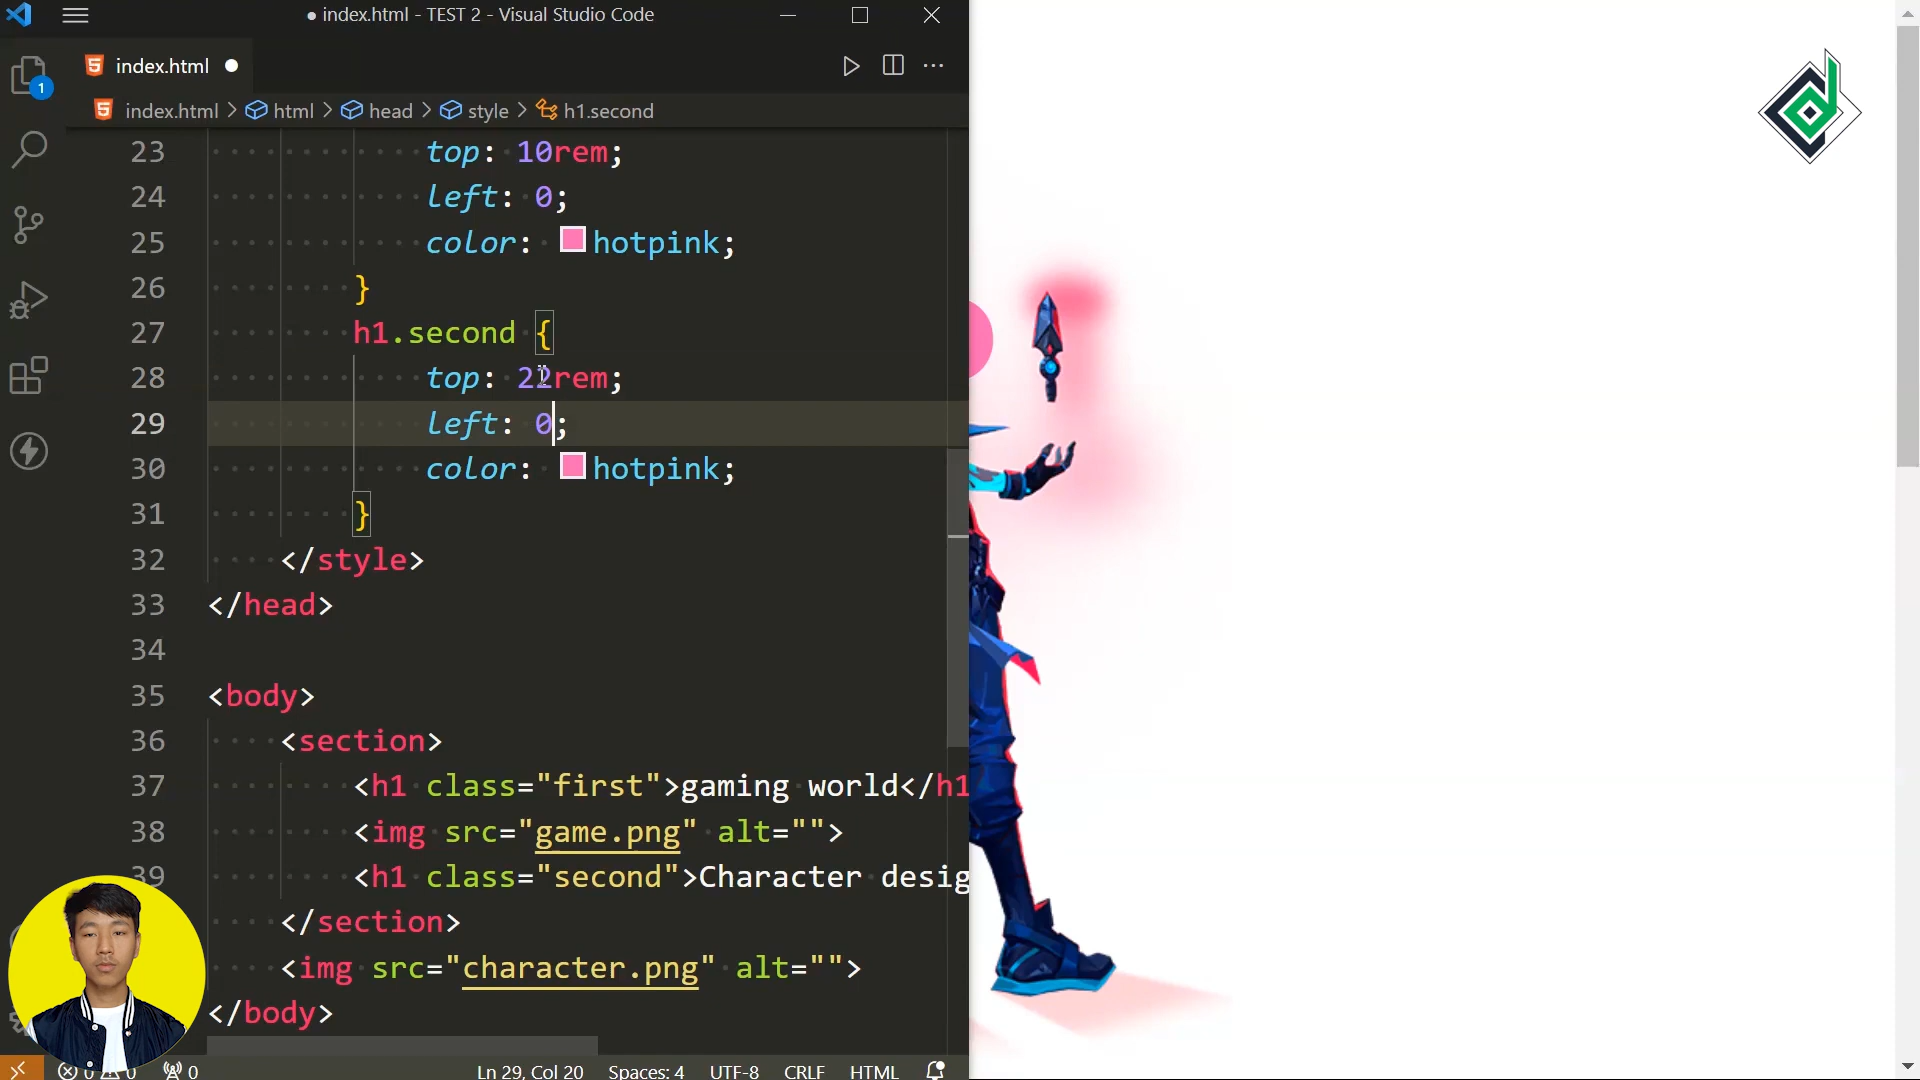 ● index.html - TEST 2 - Visual Studio Code
index.html ●
1
index.html > html > head > style > h1.second
23 top: 10rem;
24 left: 0;
25 color: hotpink;
26 }
27 h1.second {
28 top: 22rem;
29 left: 0;
30 color: hotpink;
31 }
32 </style>
33 </head>
34
35 <body>
36 <section>
37 <h1 class="first">gaming world</h1
38 <img src="game.png" alt="">
39 <h1 class="second">Character desig
</section>
<img src="character.png" alt="">
</body>
0 0 0 Ln 29, Col 20 Spaces: 4 UTF-8 CRLF HTML